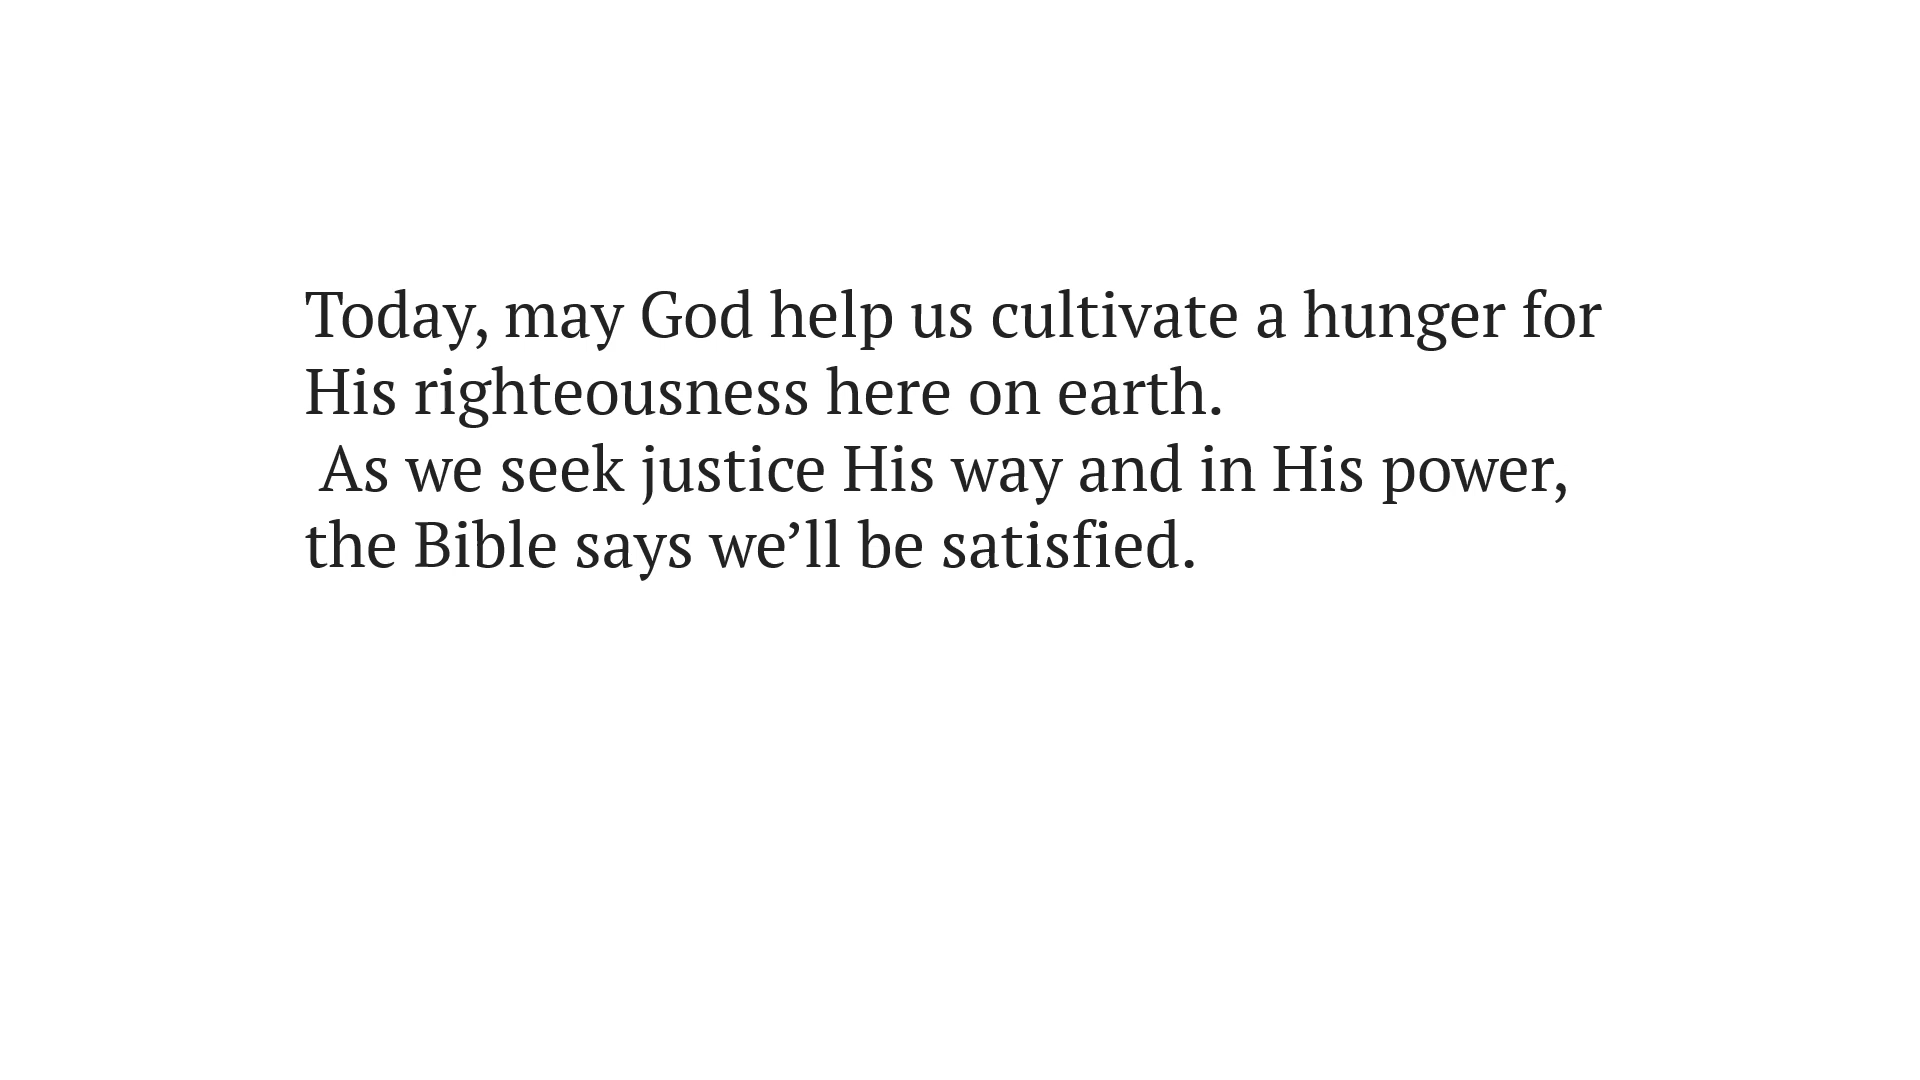 Today, may God help us cultivate a hunger for
His righteousness here on earth.
As we seek justice His way and in His power,
the Bible says we’ll be satisfied.